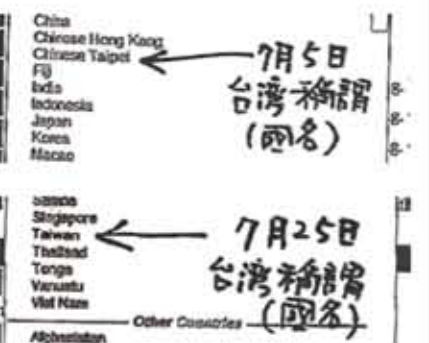 China
Chinese Hong Kong
Chinese Taipei
Fiji
India
Indonesia
Japan
Korea
Macao
7月5日
台湾称謂
(國名)
Samoa
Singapore
Taiwan
Thailand
Tonga
Vanuatu
Viet Nam
7月25日
台湾称謂
(國名)
Other Countries
Afghanistan